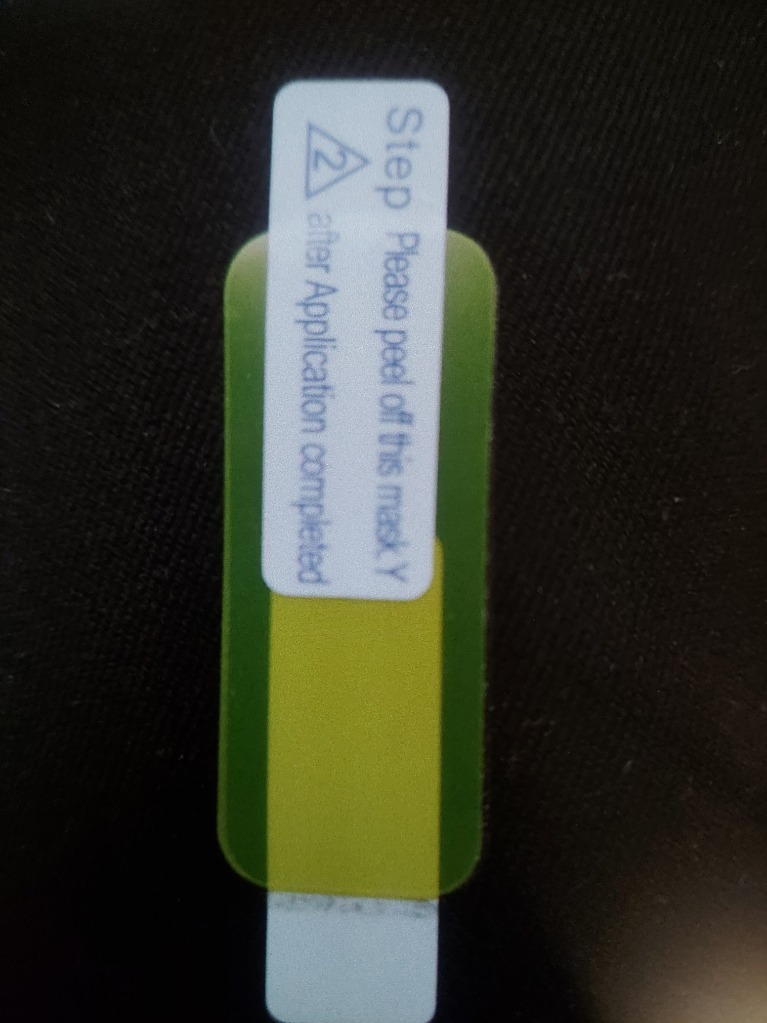 Step Please peel off this mask, Y
2 after Application completed